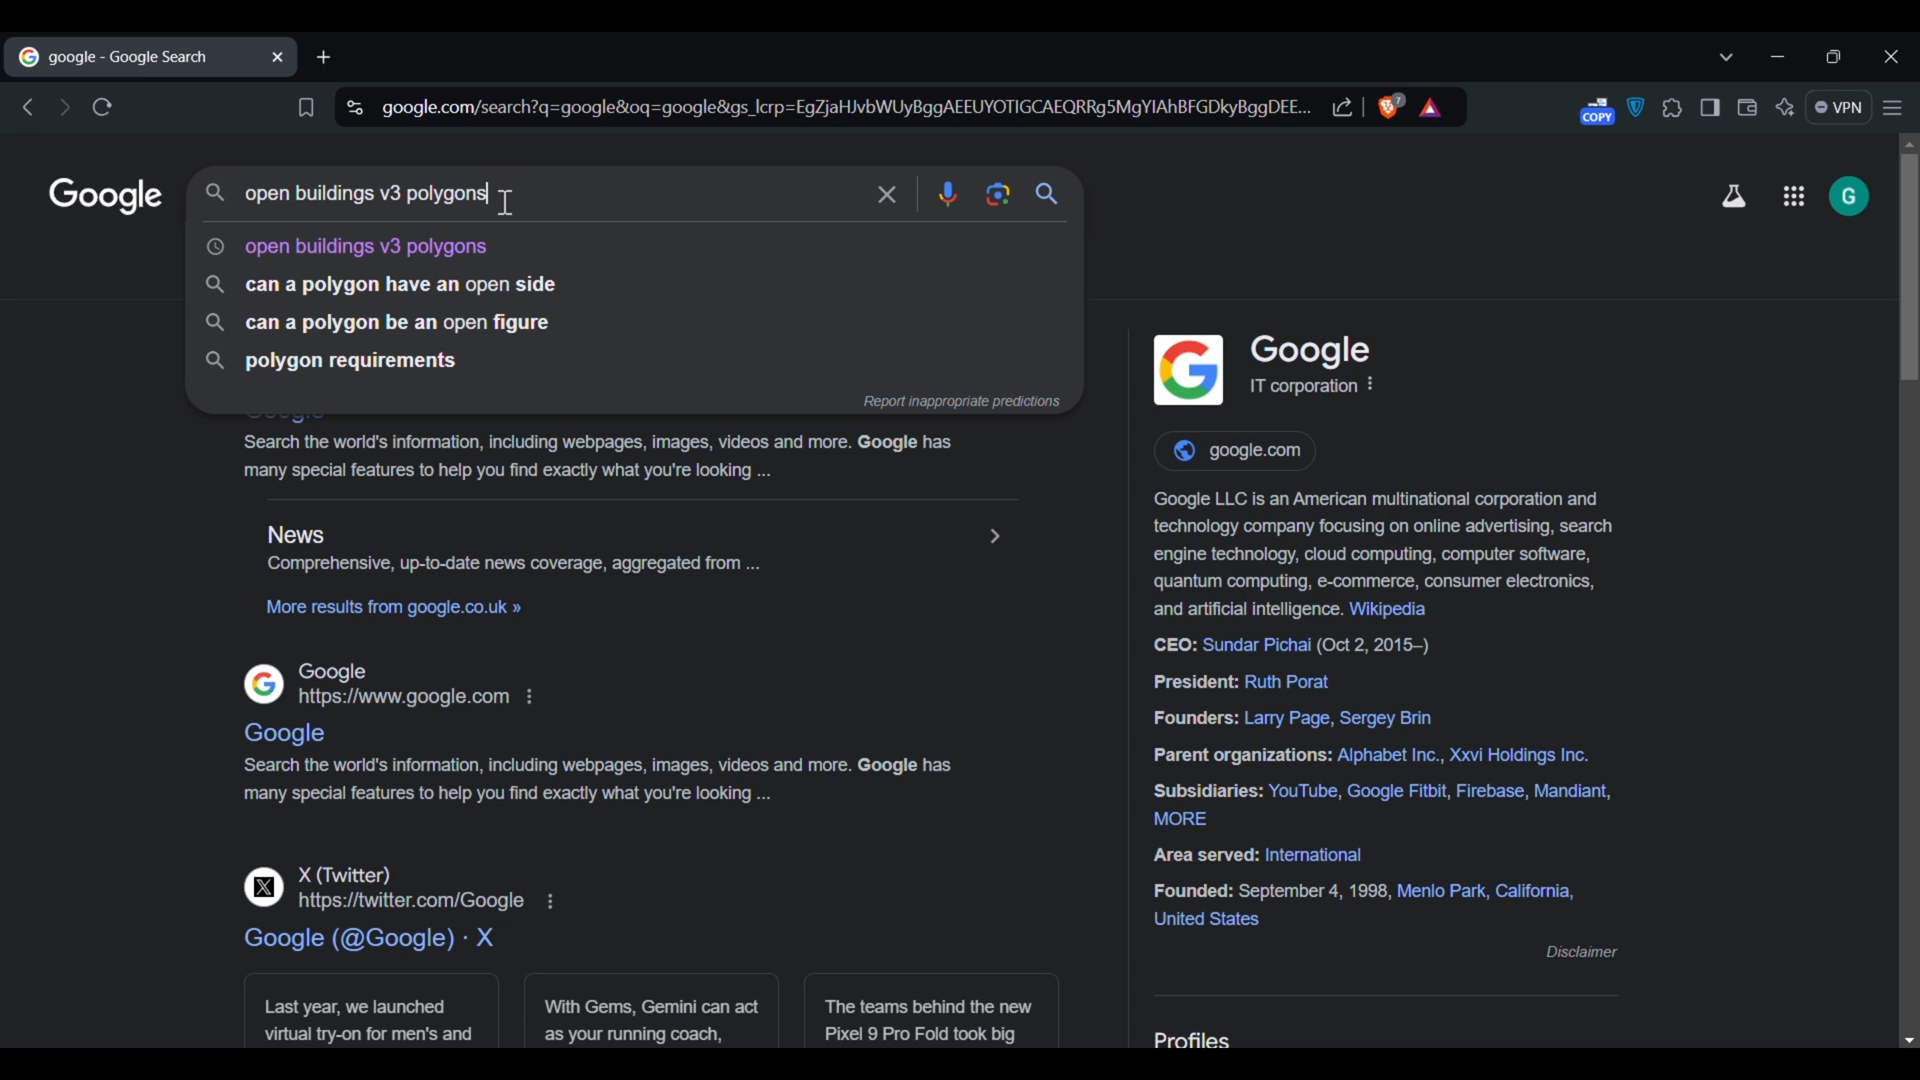 google - Google Search
google.com/search?q=google&oq=google&gs_lcrp=EgZjaHJvbWUyBggAEEUYOTIGCAEQRRg5MgYIAhBFGDkyBggDEE...
7
COPY
VPN
Google
open buildings v3 polygons
G
open buildings v3 polygons
can a polygon have an open side
can a polygon be an open figure
polygon requirements
Report inappropriate predictions
Google
Search the world's information, including webpages, images, videos and more. Google has
many special features to help you find exactly what you're looking ...
News
Comprehensive, up-to-date news coverage, aggregated from ...
More results from google.co.uk »
Google
https://www.google.com
Google
Search the world's information, including webpages, images, videos and more. Google has
many special features to help you find exactly what you're looking ...
X (Twitter)
https://twitter.com/Google
Google (@Google) · X
Last year, we launched
virtual try-on for men's and
With Gems, Gemini can act
as your running coach,
The teams behind the new
Pixel 9 Pro Fold took big
Google
IT corporation
google.com
Google LLC is an American multinational corporation and
technology company focusing on online advertising, search
engine technology, cloud computing, computer software,
quantum computing, e-commerce, consumer electronics,
and artificial intelligence. Wikipedia
CEO: Sundar Pichai (Oct 2, 2015–)
President: Ruth Porat
Founders: Larry Page, Sergey Brin
Parent organizations: Alphabet Inc., Xxvi Holdings Inc.
Subsidiaries: YouTube, Google Fitbit, Firebase, Mandiant,
MORE
Area served: International
Founded: September 4, 1998, Menlo Park, California,
United States
Disclaimer
Profiles